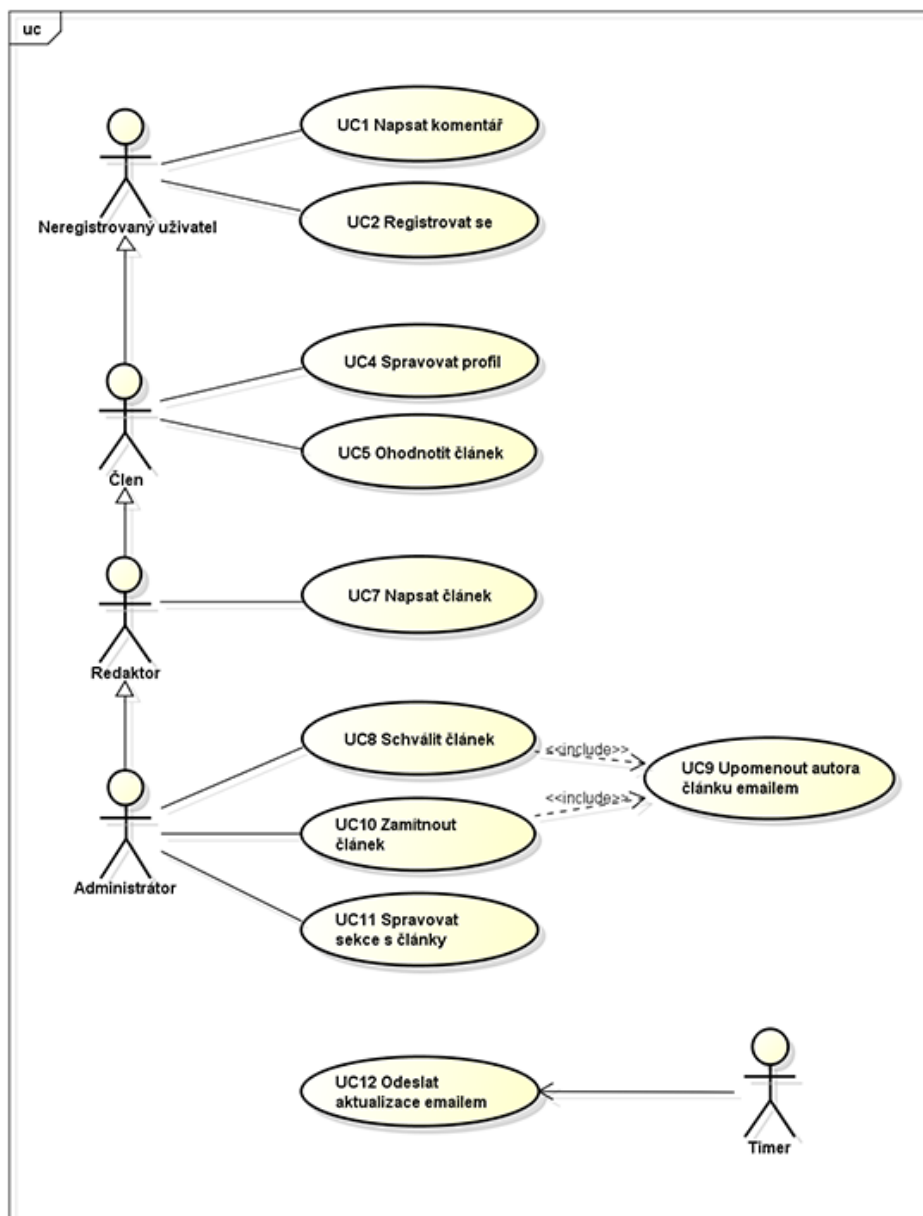 uc
UC1 Napsat komentář
UC2 Registrovat se
Neregistrovaný uživatel
UC4 Spravovat profil
UC5 Ohodnotit článek
Člen
UC7 Napsat článek
Redaktor
UC8 Schválit článek
<<include>>
UC9 Upomenout autora
článku emailem
<<include>>
UC10 Zamítnout
článek
Administrátor
UC11 Spravovat
sekce s články
UC12 Odeslat
aktualizace emailem
Timer